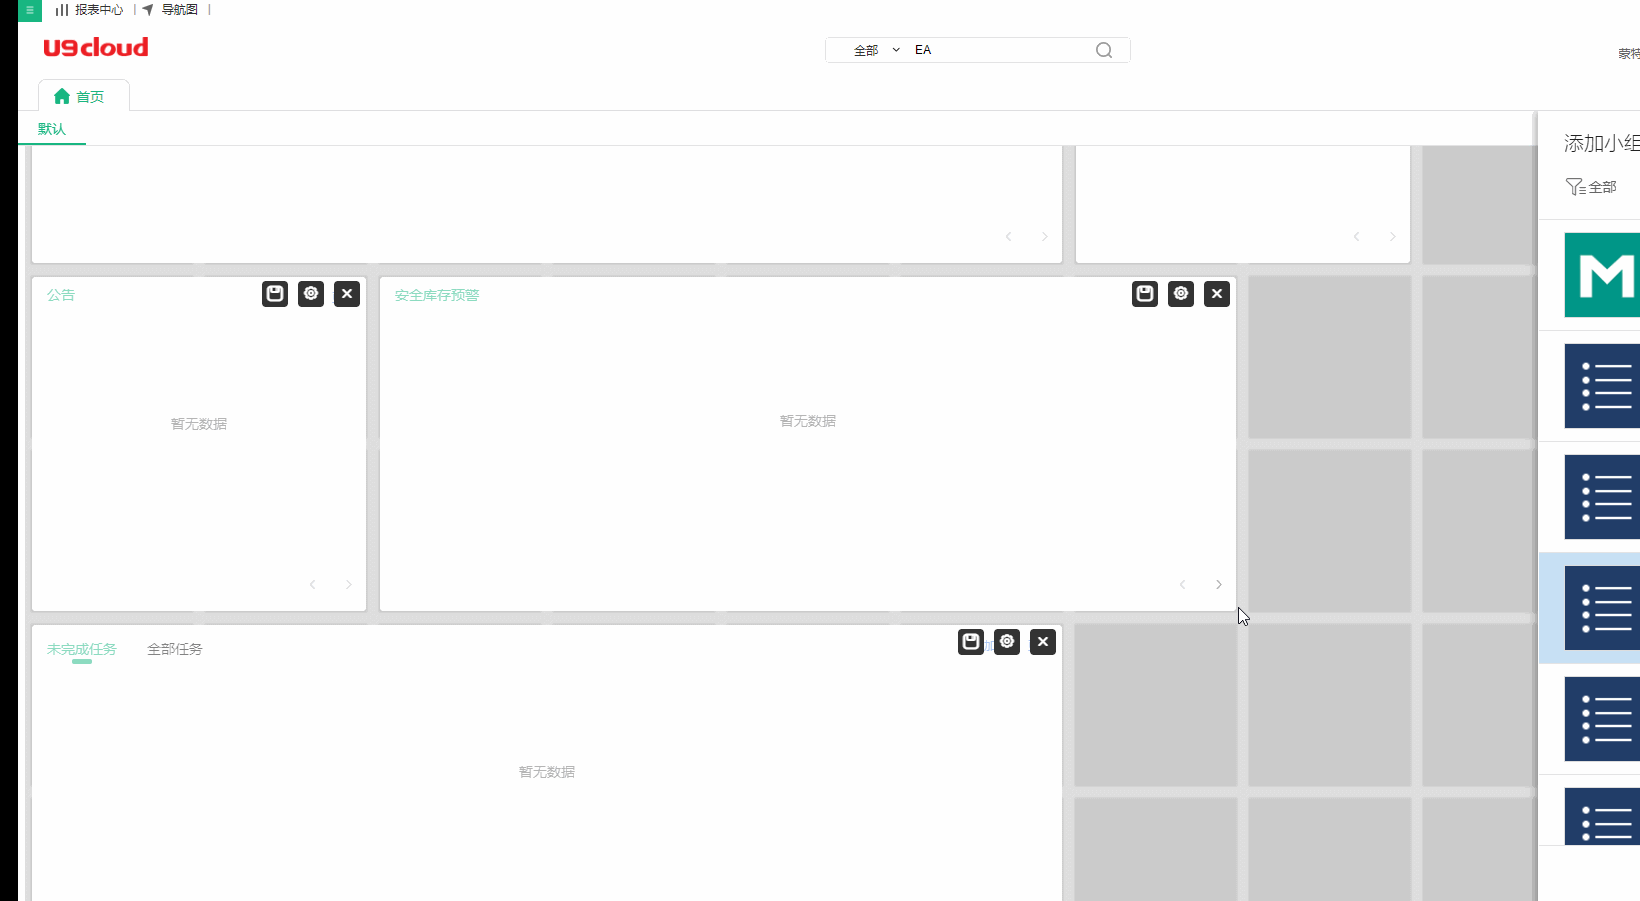 报表中心 | 导航图 |
U9cloud
全部 EA
蒙特
首页
默认
添加小组
全部
公告
安全库存预警
暂无数据
暂无数据
未完成任务 全部任务
加
暂无数据